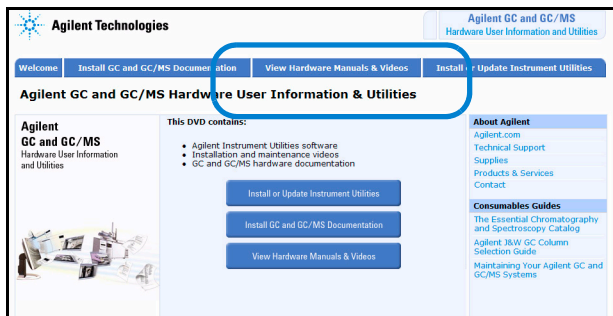 Agilent Technologies
Agilent GC and GC/MS
Hardware User Information and Utilities
Welcome
Install GC and GC/MS Documentation
View Hardware Manuals & Videos
Install or Update Instrument Utilities
Agilent GC and GC/MS Hardware User Information & Utilities
Agilent
GC and GC/MS
Hardware User Information
and Utilities
This DVD contains:
• Agilent Instrument Utilities software
• Installation and maintenance videos
• GC and GC/MS hardware documentation
Install or Update Instrument Utilities
Install GC and GC/MS Documentation
View Hardware Manuals & Videos
About Agilent
Agilent.com
Technical Support
Supplies
Products & Services
Contact
Consumables Guides
The Essential Chromatography
and Spectroscopy Catalog
Agilent J&W GC Column
Selection Guide
Maintaining Your Agilent GC and
GC/MS Systems